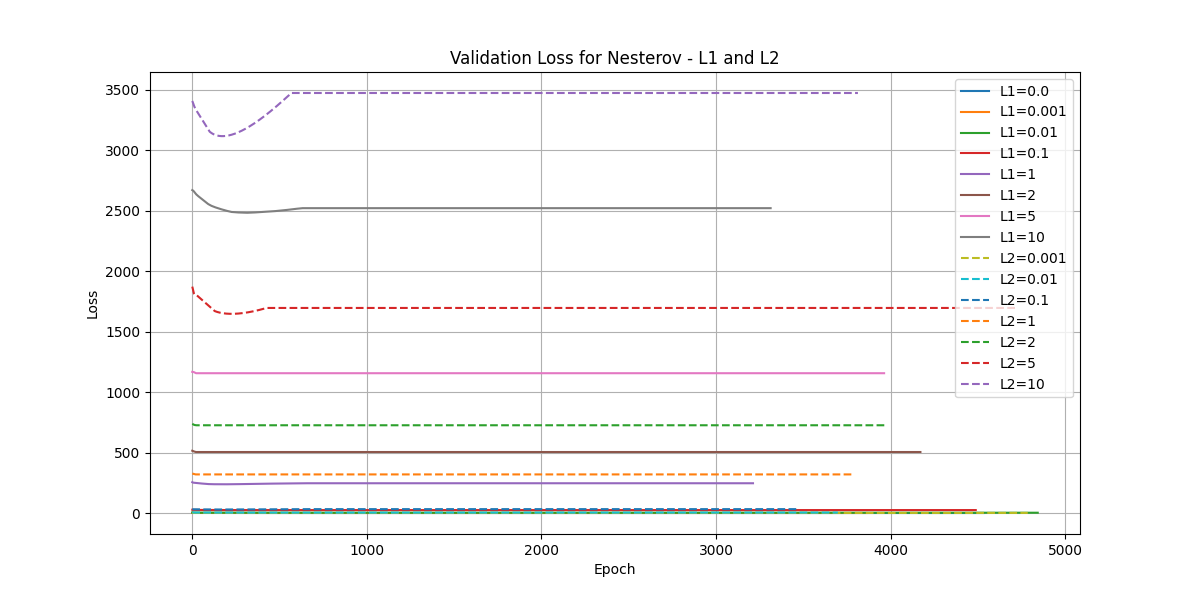 Validation Loss for Nesterov - L1 and L2
3500
3000
2500
2000
1500
1000
500
0
Loss
0
1000
2000
3000
4000
5000
Epoch
L1=0.0
L1=0.001
L1=0.01
L1=0.1
L1=1
L1=2
L1=5
L1=10
L2=0.001
L2=0.01
L2=0.1
L2=1
L2=2
L2=5
L2=10